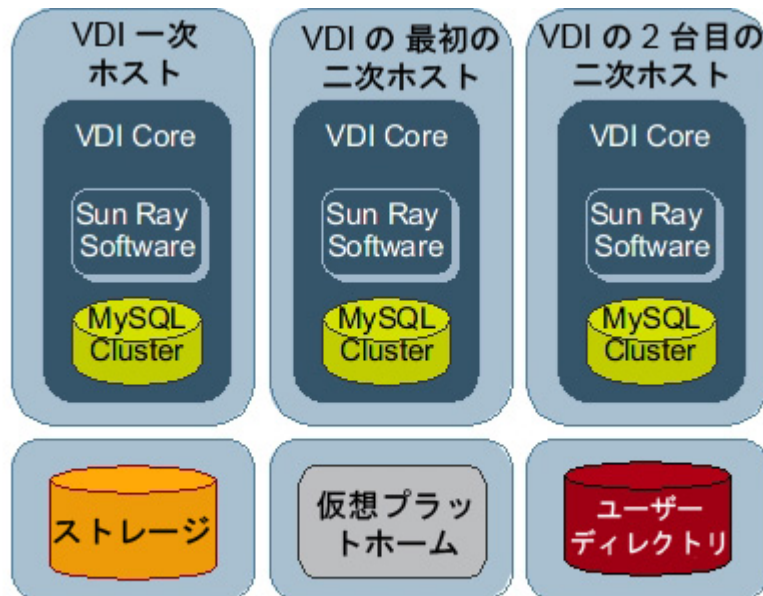 VDI 一次
ホスト
VDI Core
Sun Ray
Software
MySQL
Cluster
VDI の 最初の
二次ホスト
VDI Core
Sun Ray
Software
MySQL
Cluster
VDI の 2 台目の
二次ホスト
VDI Core
Sun Ray
Software
MySQL
Cluster
ストレージ
仮想プラッ
トホーム
ユーザー
ディレクトリ